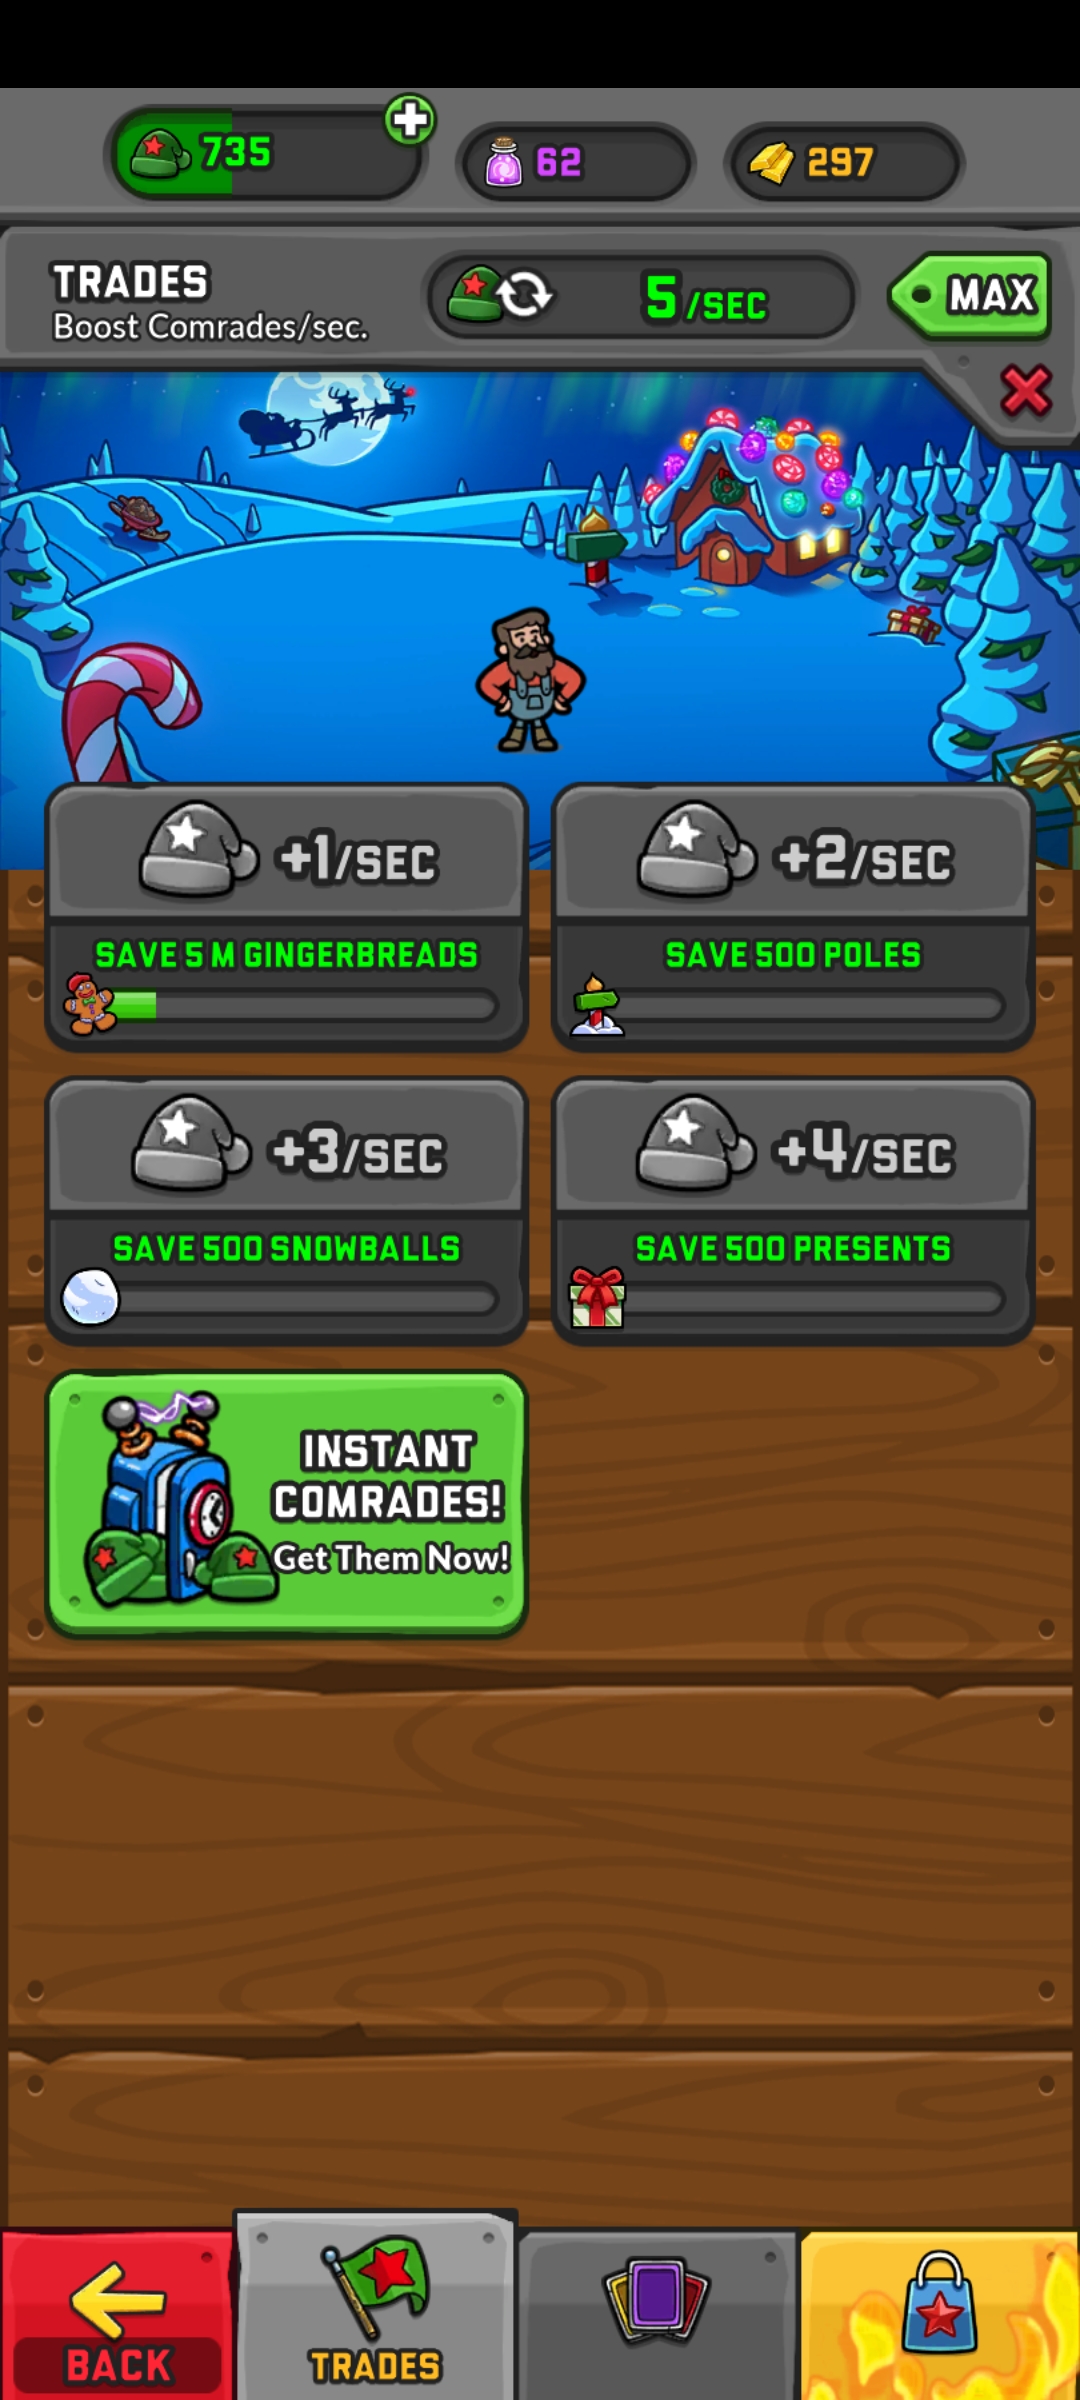 735
62
297
TRADES
Boost Comrades/sec.
5/SEC
MAX
+1/SEC
+2/SEC
SAVE 5 M GINGERBREADS
SAVE 500 POLES
+3/SEC
+4/SEC
SAVE 500 SNOWBALLS
SAVE 500 PRESENTS
INSTANT
COMRADES!
Get Them Now!
BACK
TRADES